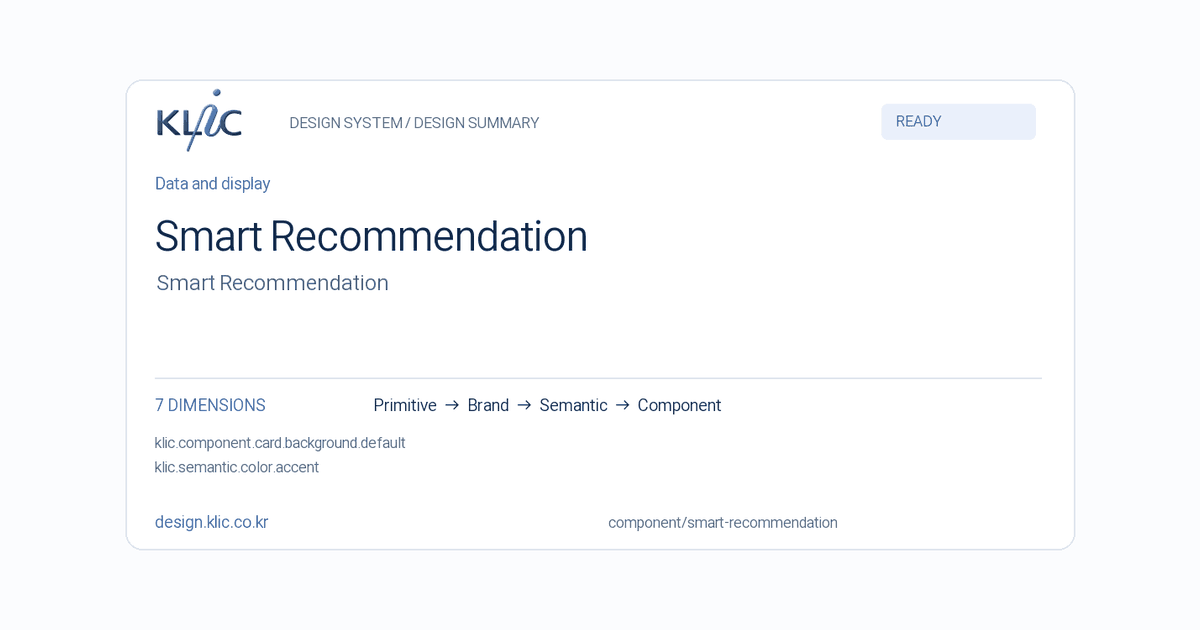 KLiC
DESIGN SYSTEM / DESIGN SUMMARY
READY
Data and display
Smart Recommendation
Smart Recommendation
7 DIMENSIONS
Primitive → Brand → Semantic → Component
klic.component.card.background.default
klic.semantic.color.accent
design.klic.co.kr
component/smart-recommendation